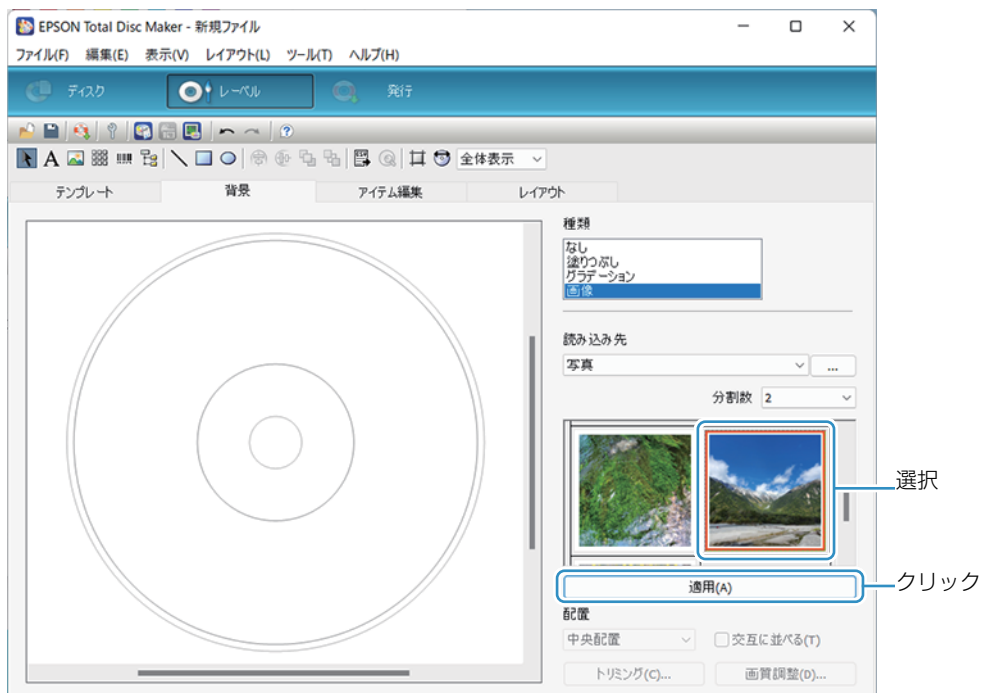 EPSON Total Disc Maker - 新規ファイル
ファイル(F) 編集(E) 表示(V) レイアウト(L) ツール(T) ヘルプ(H)
ディスク レーベル 発行
A 全体表示
テンプレート 背景 アイテム編集 レイアウト
種類
なし
塗りつぶし
グラデーション
画像
読み込み先
写真 ...
分割数 2
選択
適用(A)
クリック
配置
中央配置 交互に並べる(T)
トリミング(C)... 画質調整(D)...